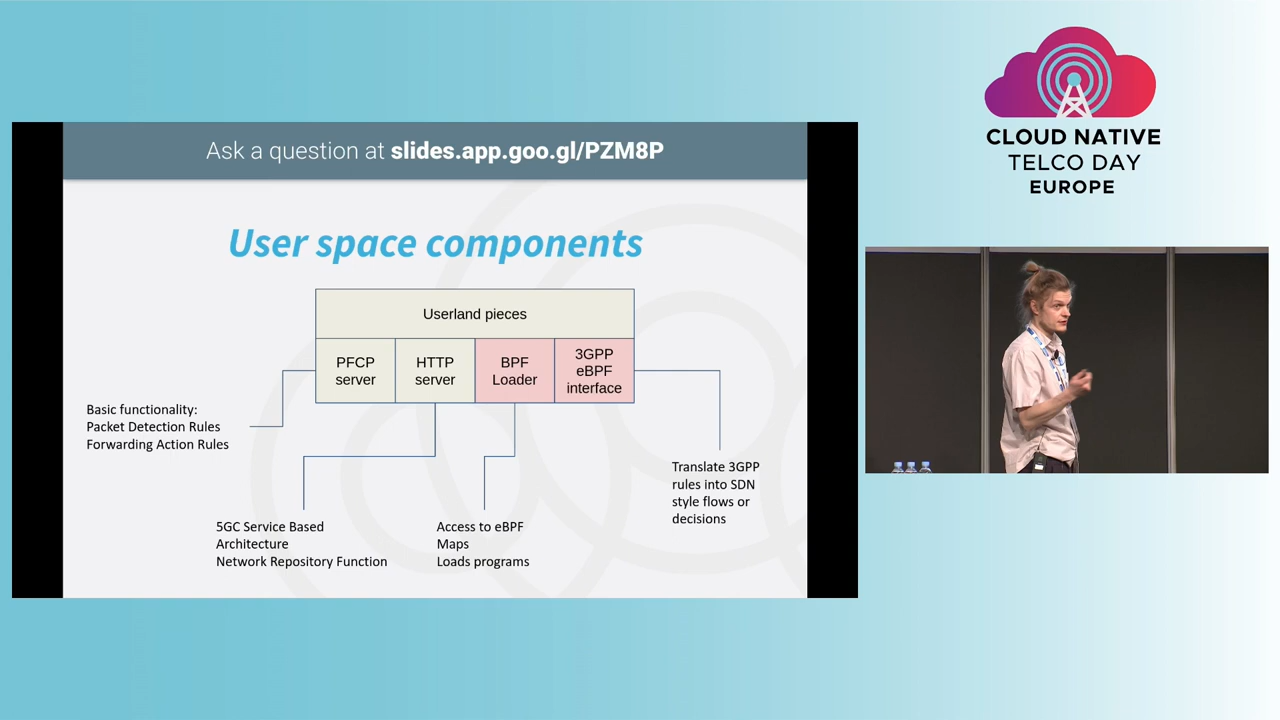 Ask a question at slides.app.goo.gl/PZM8P
User space components
Userland pieces
PFCP
server
HTTP
server
BPF
Loader
3GPP
eBPF
interface
Basic functionality:
Packet Detection Rules
Forwarding Action Rules
5GC Service Based
Architecture
Network Repository Function
Access to eBPF
Maps
Loads programs
Translate 3GPP
rules into SDN
style flows or
decisions
CLOUD NATIVE
TELCO DAY
EUROPE